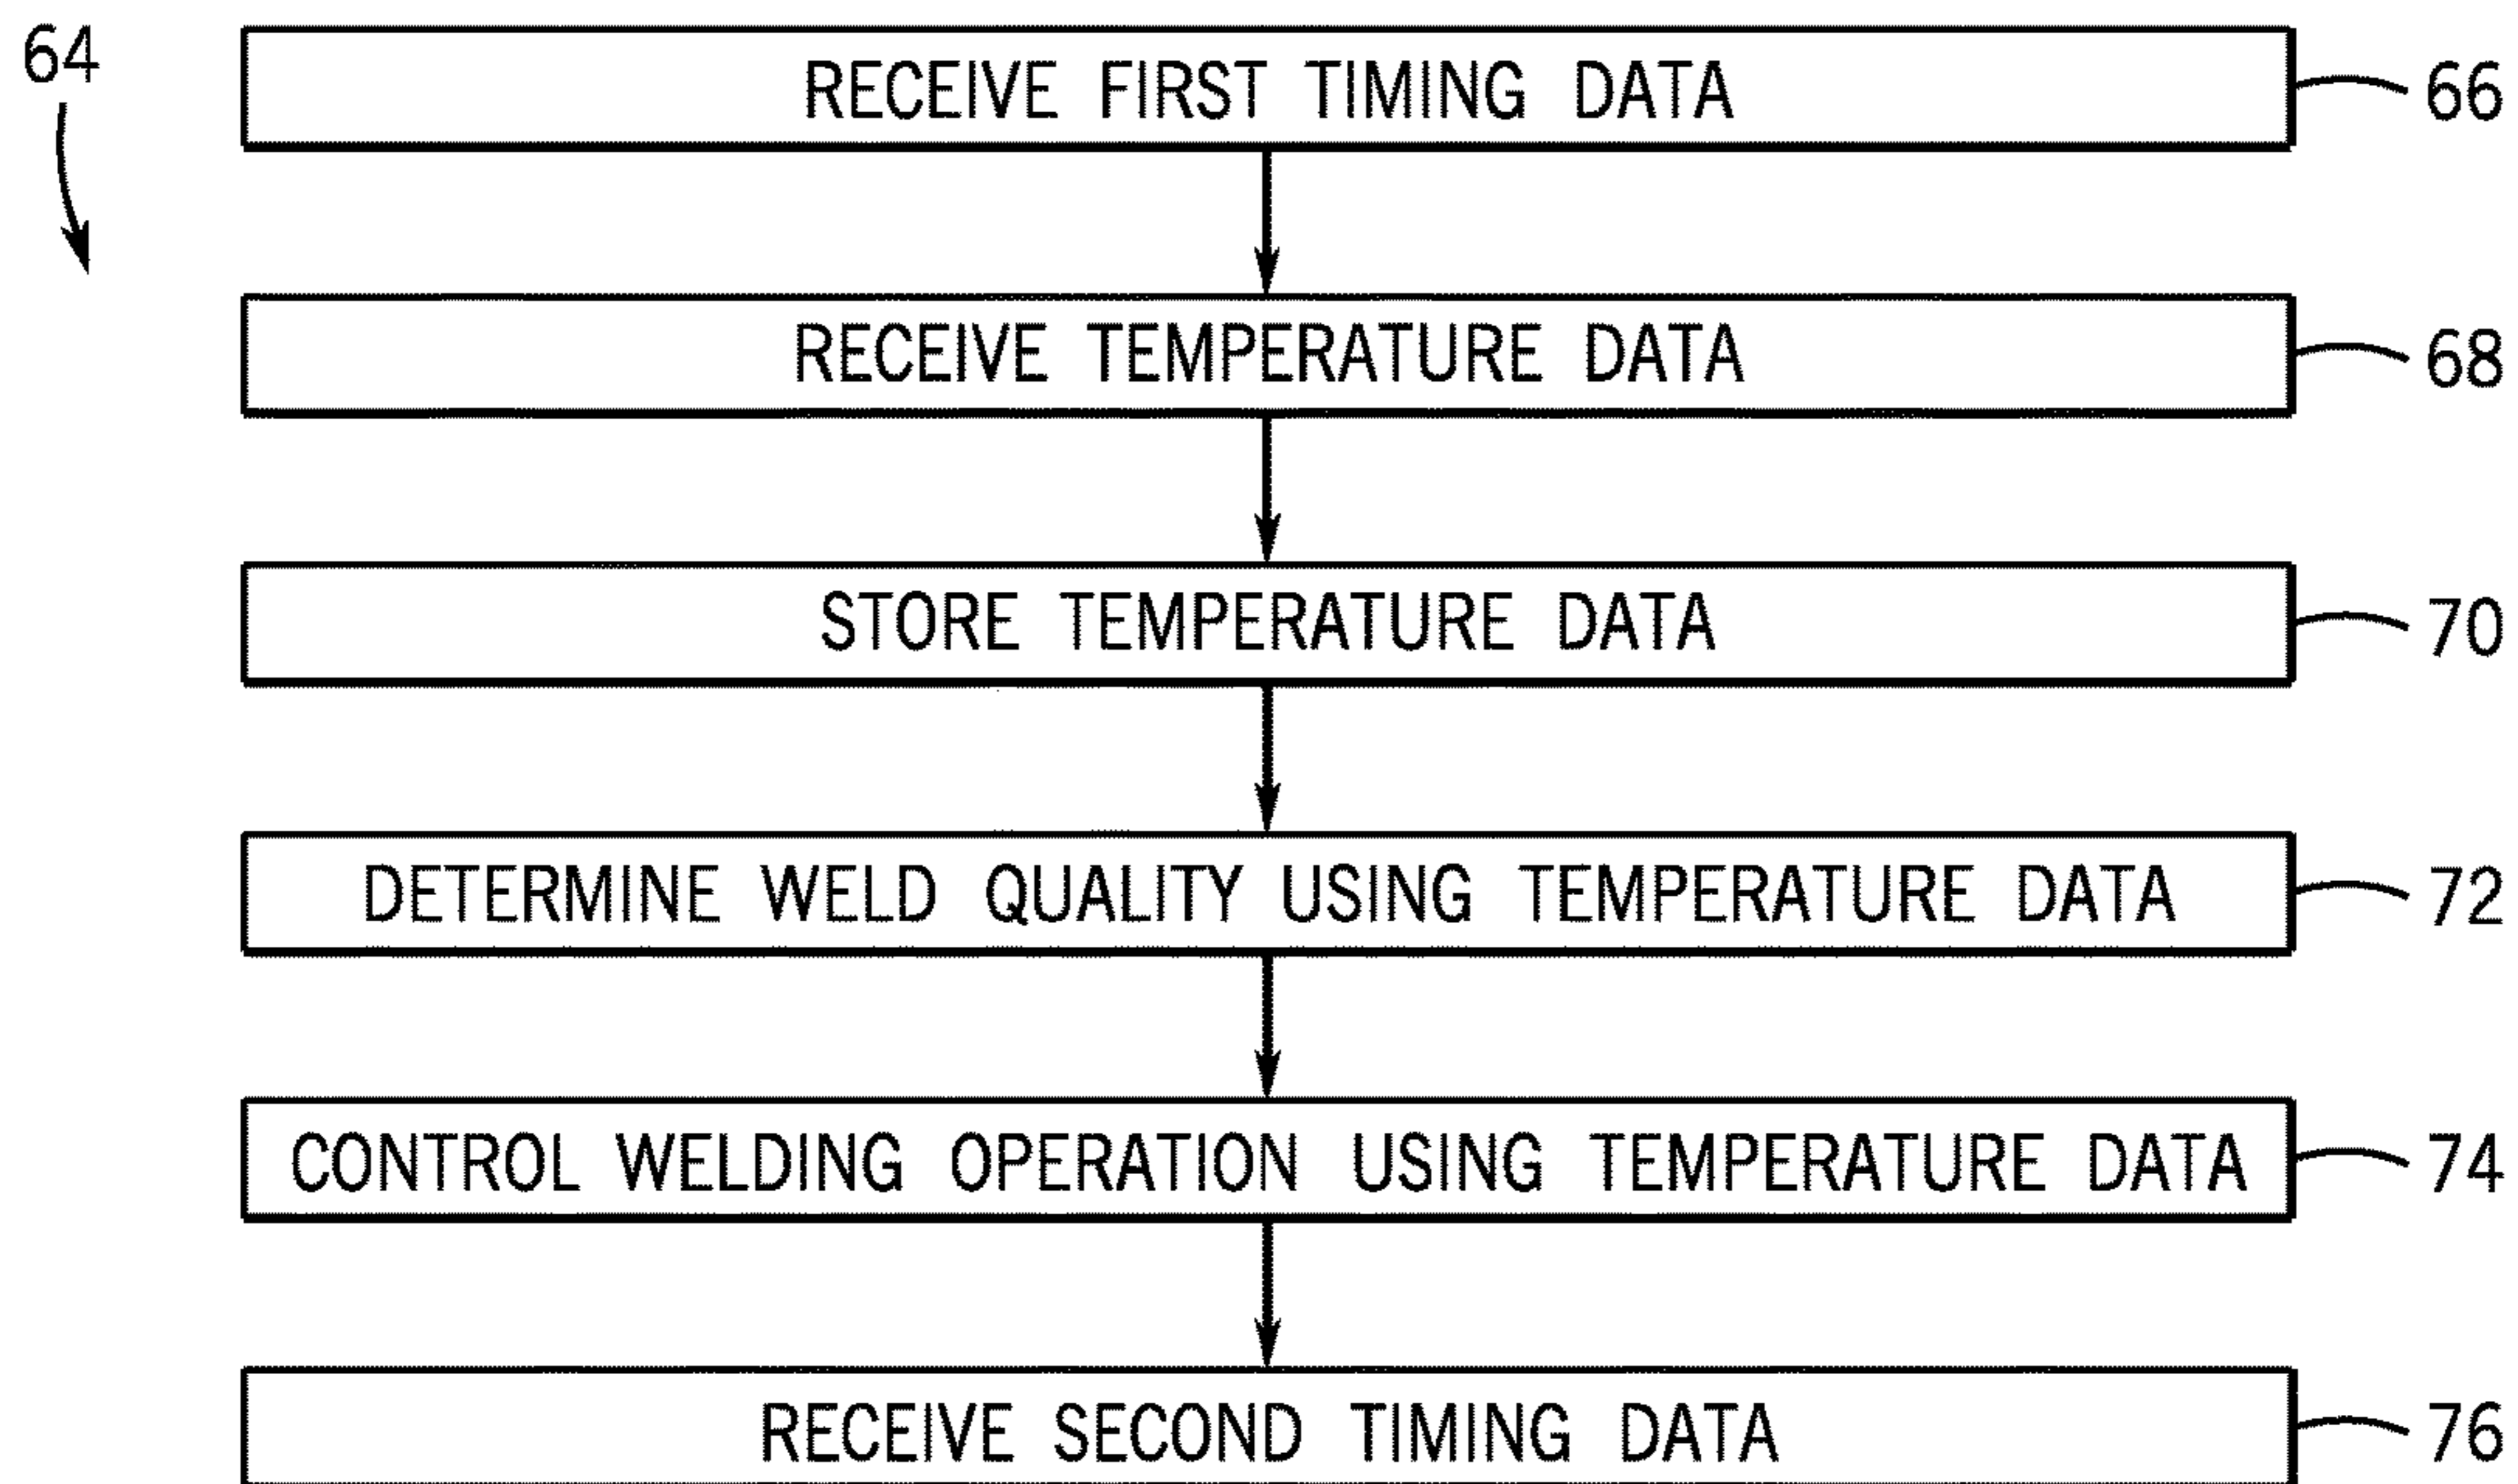 64
RECEIVE FIRST TIMING DATA 66
RECEIVE TEMPERATURE DATA 68
STORE TEMPERATURE DATA 70
DETERMINE WELD QUALITY USING TEMPERATURE DATA 72
CONTROL WELDING OPERATION USING TEMPERATURE DATA 74
RECEIVE SECOND TIMING DATA 76